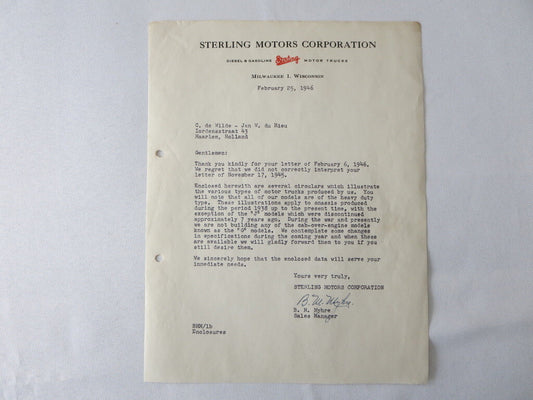 STERLING MOTORS CORPORATION
DIESEL & GASOLINE Sterling MOTOR TRUCKS
MILWAUKEE 1, WISCONSIN
February 25, 1946
C. de Wilde - Jan W. du Rieu
43
Haarlem, Holland
Gentlemen:
Thank you kindly for your letter of February 6, 1946.
We regret that we did not correctly interpret your
letter of November 17, 1945.
Enclosed herewith are several circulars which illustrate
the various types of motor trucks produced by us. You
will note that all of our models are of the heavy duty
type. These illustrations apply to chassis produced
during the period 1938 up to the present time, with the
exception of the "J" models which were discontinued
approximately 7 years ago. During the war and presently
we are not building any of the cab-over-engine models
known as the "G" models. We contemplate some changes
in specifications during the coming year and when these
are available we will gladly forward them to you if you
still desire them.
We sincerely hope that the enclosed data will serve your
immediate needs.
Yours very truly,
STERLING MOTORS CORPORATION
Myhre
Myhre
Sales Manager
Enclosures